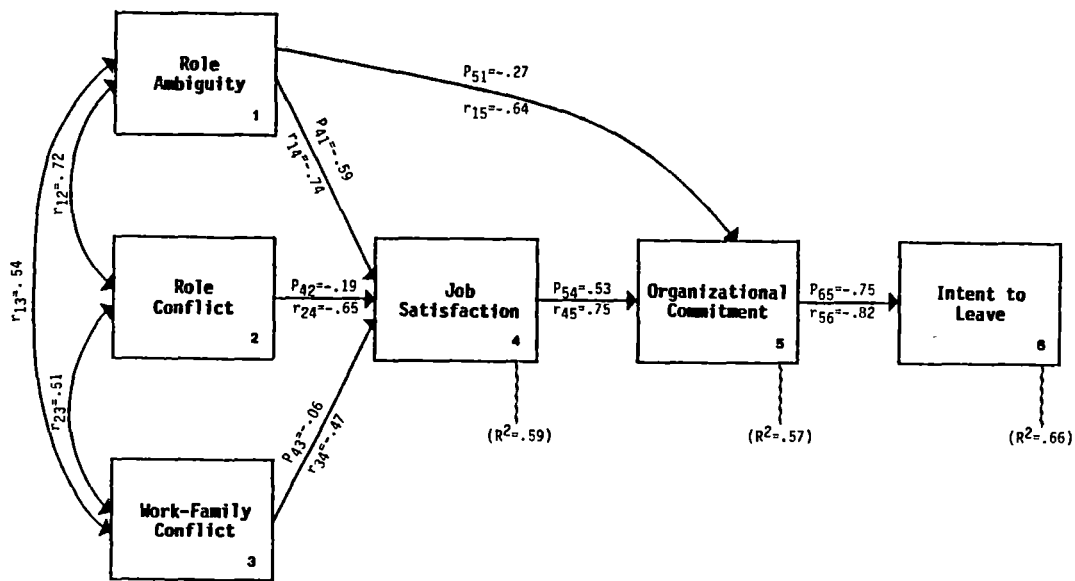 Role
Ambiguity
1
P51=-.27
r15=-.64
P41=-.59
r14=-.74
r12=.72
r13=.54
Role
Conflict
2
P42=-.19
r24=-.65
Job
Satisfaction
4
P54=.53
r45=.75
Organizational
Commitment
5
P65=-.75
r56=-.82
Intent to
Leave
6
r23=.51
P43=-.06
r34=-.47
(R²=.59)
(R²=.57)
(R²=.66)
Work-Family
Conflict
3